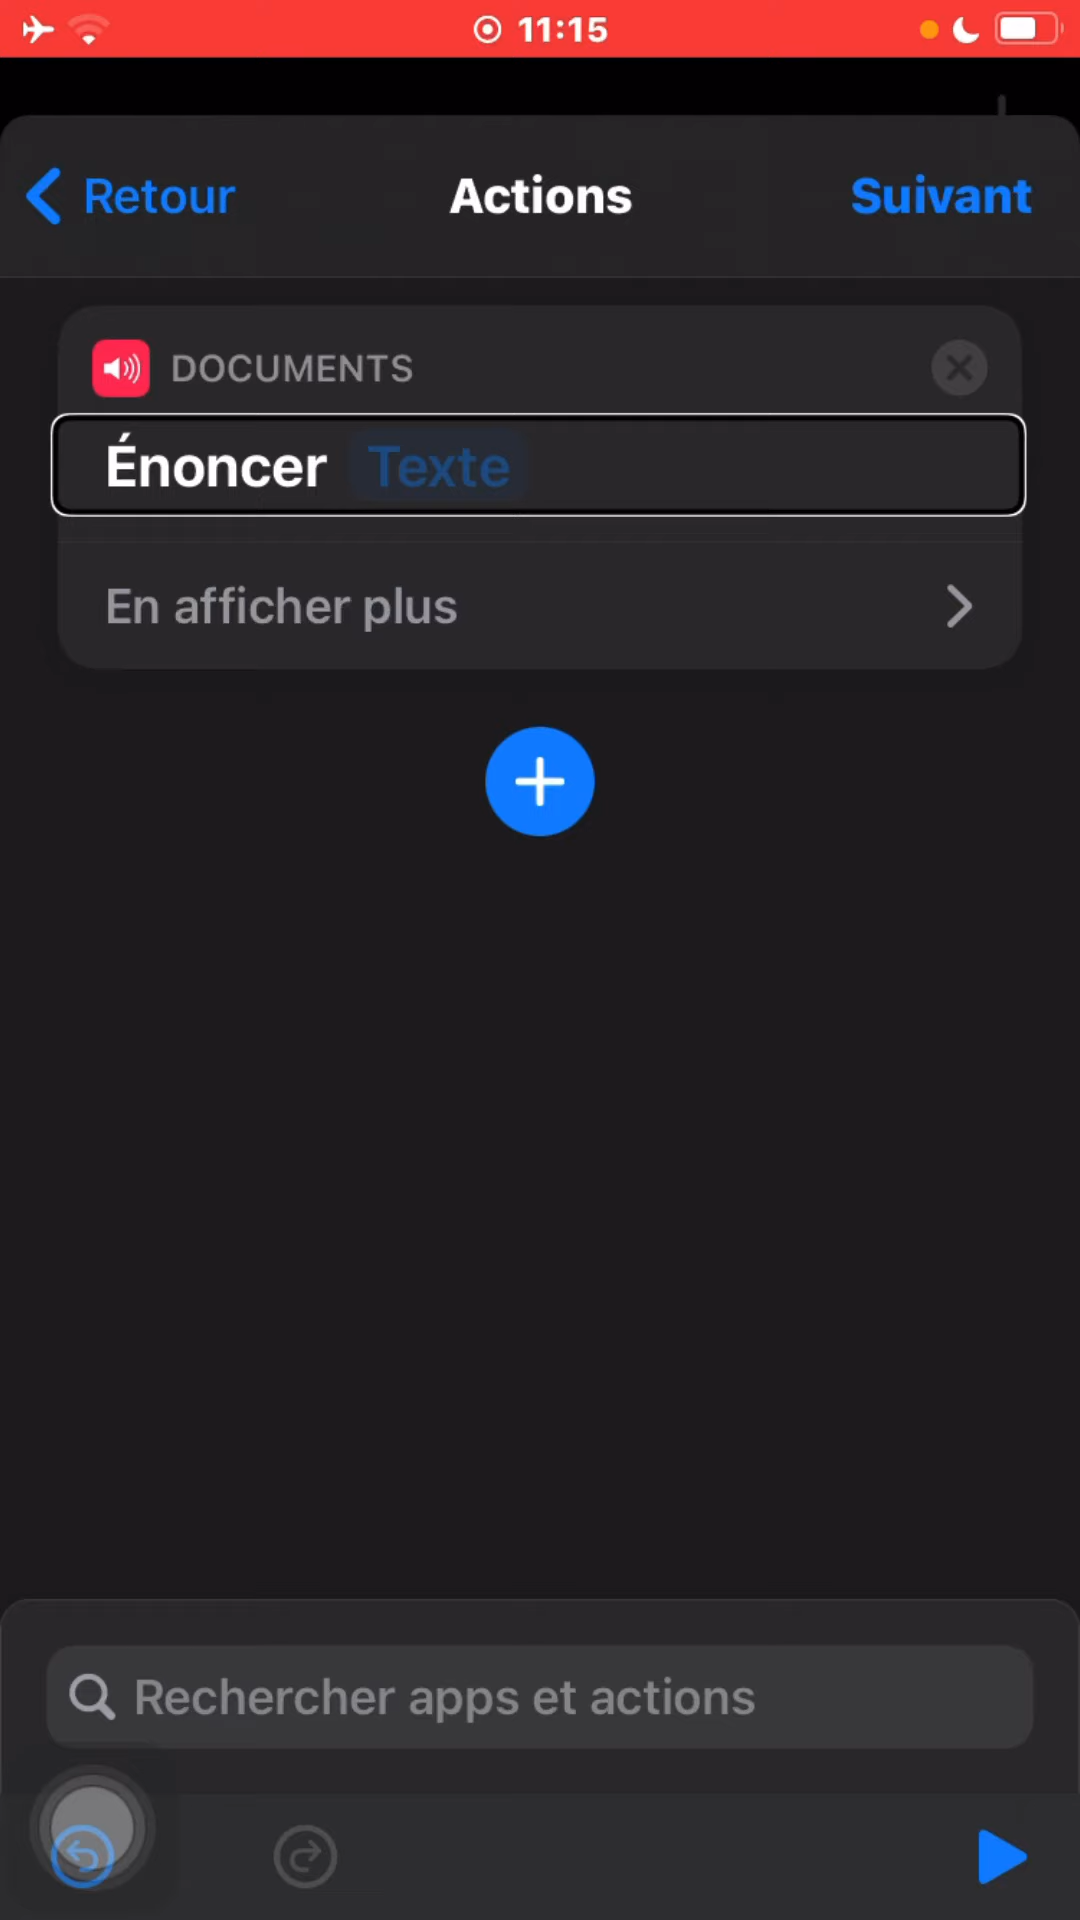 11:15
Retour
Actions
Suivant
DOCUMENTS
Énoncer Texte
En afficher plus
Rechercher apps et actions